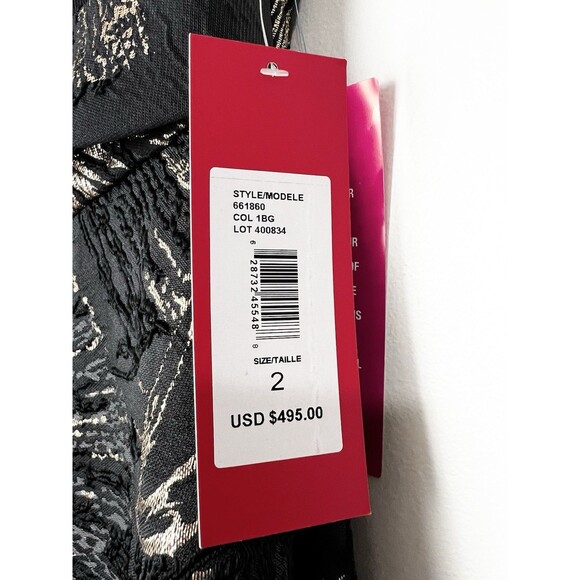 STYLE/MODELE
661860
COL 1BG
LOT 400834
6 28732 45548 8
SIZE/TAILLE
2
USD $495.00